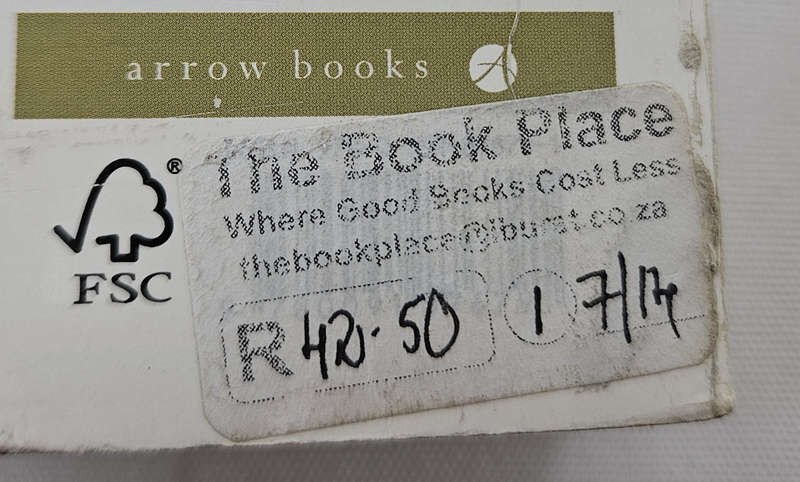 arrow books
The Book Place
Where Good Books Cost Less
thebookplace@iburst.co.za
® FSC
R 42.50 1 7/14